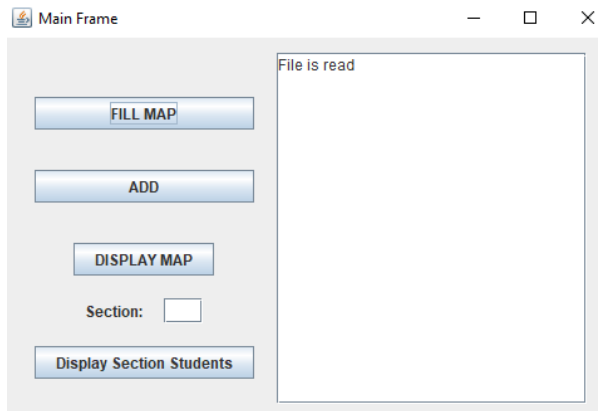 Main Frame
File is read
FILL MAP
ADD
DISPLAY MAP
Section:
Display Section Students